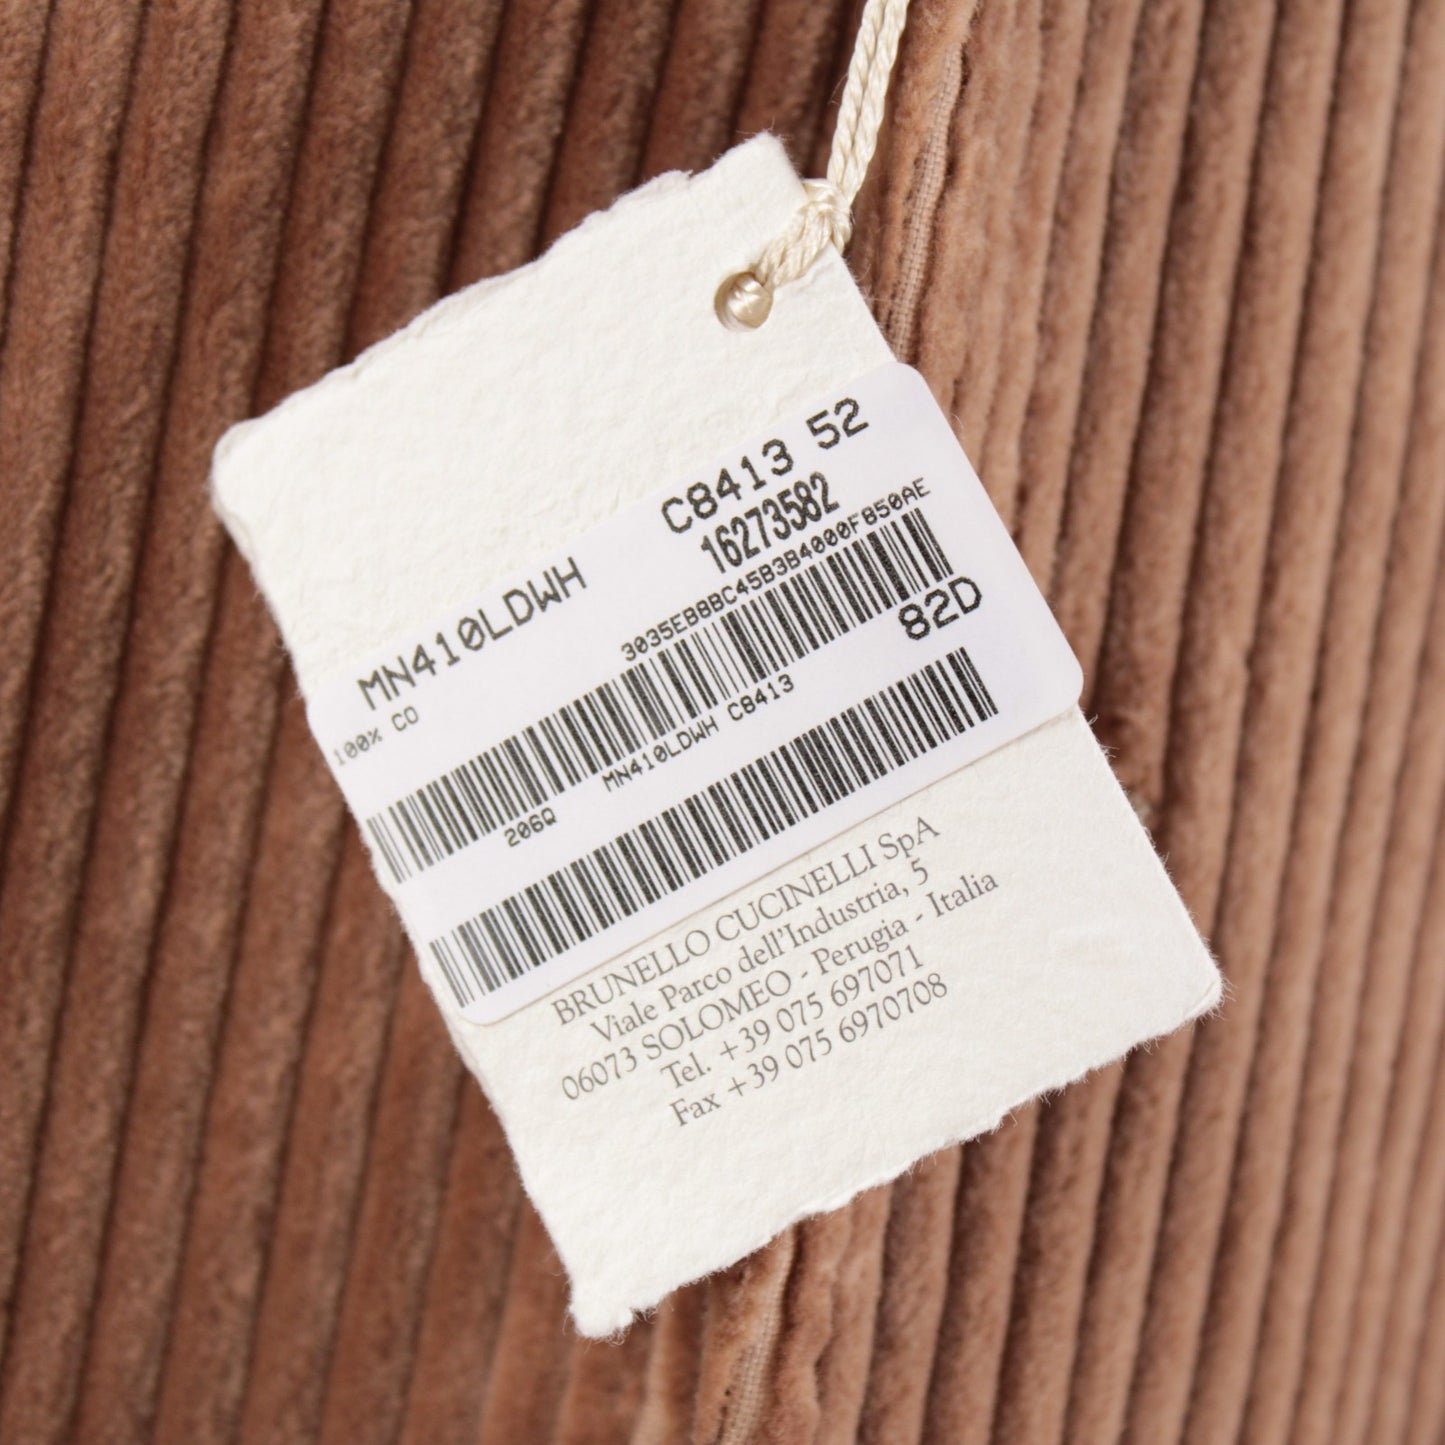 MN410LDWH C8413 52
100% CO 16273582
3035EB8BC45B3B4000F850AE
206Q MN410LDWH C8413 82D
BRUNELLO CUCINELLI SpA
Viale Parco dell'Industria, 5
06073 SOLOMEO - Perugia - Italia
Tel. +39 075 697071
Fax +39 075 6970708